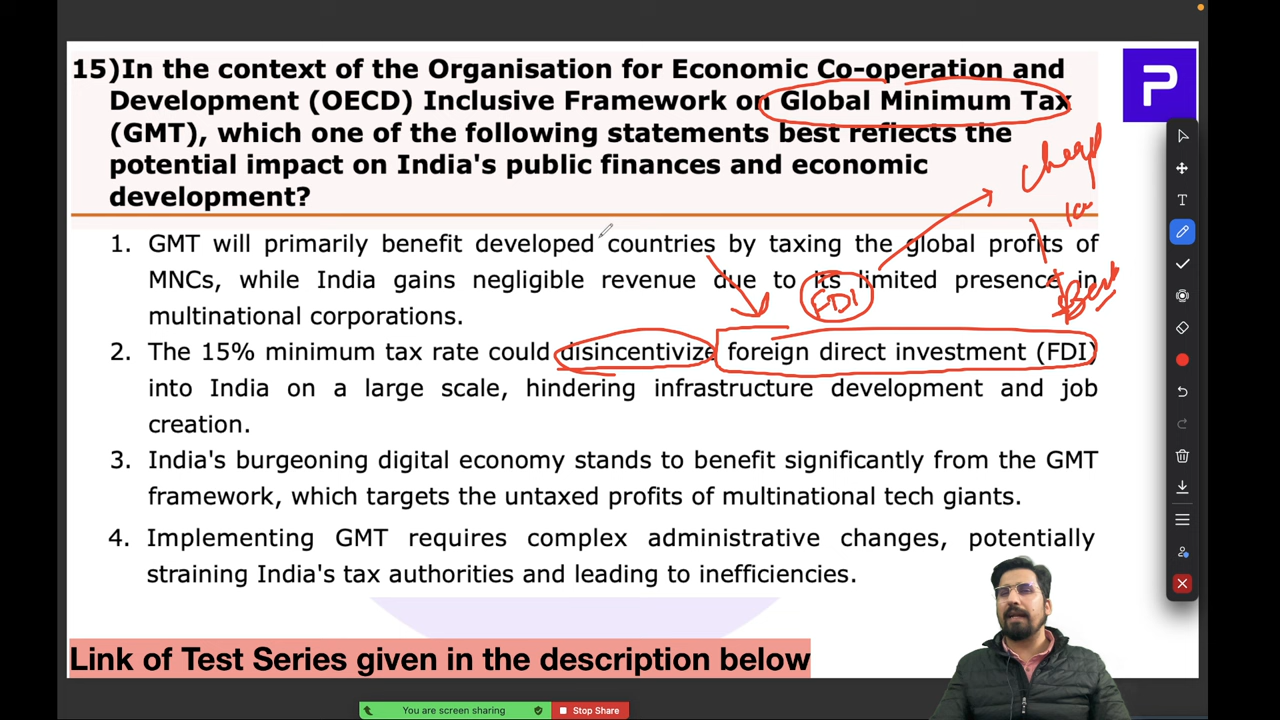 15)In the context of the Organisation for Economic Co-operation and
Development (OECD) Inclusive Framework on Global Minimum Tax
(GMT), which one of the following statements best reflects the
potential impact on India's public finances and economic
development?
1. GMT will primarily benefit developed countries by taxing the global profits of
MNCs, while India gains negligible revenue due to its limited presence in
multinational corporations.
2. The 15% minimum tax rate could disincentivize foreign direct investment (FDI)
into India on a large scale, hindering infrastructure development and job
creation.
3. India's burgeoning digital economy stands to benefit significantly from the GMT
framework, which targets the untaxed profits of multinational tech giants.
4. Implementing GMT requires complex administrative changes, potentially
straining India's tax authorities and leading to inefficiencies.
Link of Test Series given in the description below
P
FDI
T
You are screen sharing
Stop Share